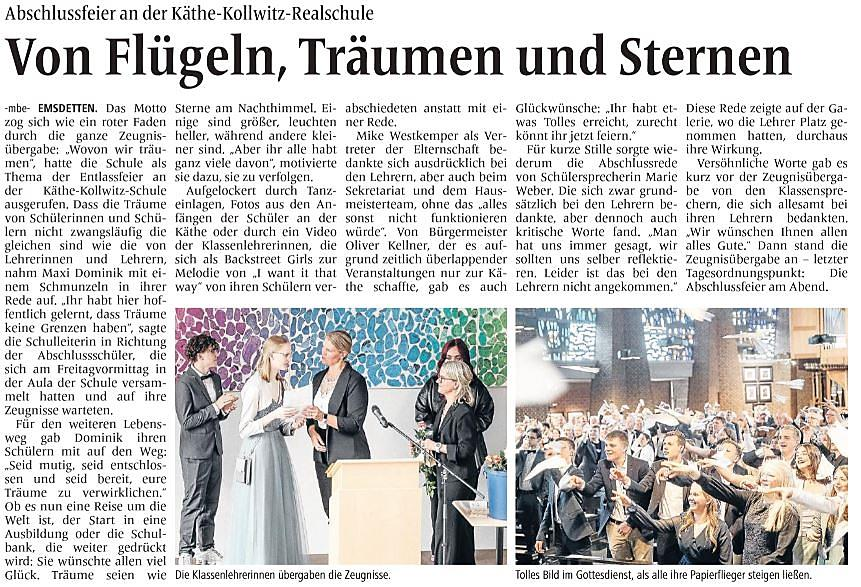 Abschlussfeier an der Käthe-Kollwitz-Realschule
Von Flügeln, Träumen und Sternen
-mbe- EMSDETTEN. Das Motto
zog sich wie ein roter Faden
durch die ganze Zeugnis-
übergabe: „Wovon wir träu-
men“, hatte die Schule als
Thema der Entlassfeier an
der Käthe-Kollwitz-Schule
ausgerufen. Dass die Träume
von Schülerinnen und Schü-
lern nicht zwangsläufig die
gleichen sind wie die von
Lehrerinnen und Lehrern,
nahm Maxi Dominik mit ei-
nem Schmunzeln in ihrer
Rede auf. „Ihr habt hier hof-
fentlich gelernt, dass Träume
keine Grenzen haben“, sagte
die Schulleiterin in Richtung
der Abschlussschüler, die
sich am Freitagvormittag in
der Aula der Schule versam-
melt hatten und auf ihre
Zeugnisse warteten.
Für den weiteren Lebens-
weg gab Dominik ihren
Schülern mit auf den Weg:
„Seid mutig, seid entschlos-
sen und seid bereit, eure
Träume zu verwirklichen.“
Ob es nun eine Reise um die
Welt ist, der Start in eine
Ausbildung oder die Schul-
bank, die weiter gedrückt
wird: Sie wünschte allen viel
Glück. Träume seien wie
Sterne am Nachthimmel. Ei-
nige sind größer, leuchten
heller, während andere klei-
ner sind. „Aber ihr alle habt
ganz viele davon“, motivierte
sie dazu, sie zu verfolgen.
Aufgelockert durch Tanz-
einlagen, Fotos aus den An-
fängen der Schüler an der
Käthe oder durch ein Video
der Klassenlehrerinnen, die
sich als Backstreet Girls zur
Melodie von „I want it that
way“ von ihren Schülern ver-
abschiedeten anstatt mit ei-
ner Rede.
Mike Westkemper als Ver-
treter der Elternschaft be-
dankte sich ausdrücklich bei
den Lehrern, aber auch beim
Sekretariat und dem Haus-
meisterteam, ohne das „alles
sonst nicht funktionieren
würde“. Von Bürgermeister
Oliver Kellner, der es auf-
grund zeitlich überlappender
Veranstaltungen nur zur Kä-
the schaffte, gab es auch
Glückwünsche: „Ihr habt et-
was Tolles erreicht, zurecht
könnt ihr jetzt feiern.“
Für kurze Stille sorgte wie-
derum die Abschlussrede
von Schülersprecherin Marie
Weber. Die sich zwar grund-
sätzlich bei den Lehrern be-
dankte, aber dennoch auch
kritische Worte fand. „Man
hat uns immer gesagt, wir
sollten uns selber reflektie-
ren. Leider ist das bei den
Lehrern nicht angekommen.“
Diese Rede zeigte auf der Ga-
lerie, wo die Lehrer Platz ge-
nommen hatten, durchaus
ihre Wirkung.
Versöhnliche Worte gab es
kurz vor der Zeugnisüberga-
be von den Klassenspre-
chern, die sich allesamt bei
ihren Lehrern bedankten.
„Wir wünschen Ihnen allen
alles Gute.“ Dann stand die
Zeugnisübergabe an – letzter
Tagesordnungspunkt: Die
Abschlussfeier am Abend.
Die Klassenlehrerinnen übergaben die Zeugnisse.
Tolles Bild im Gottesdienst, als alle ihre Papierflieger steigen ließen.